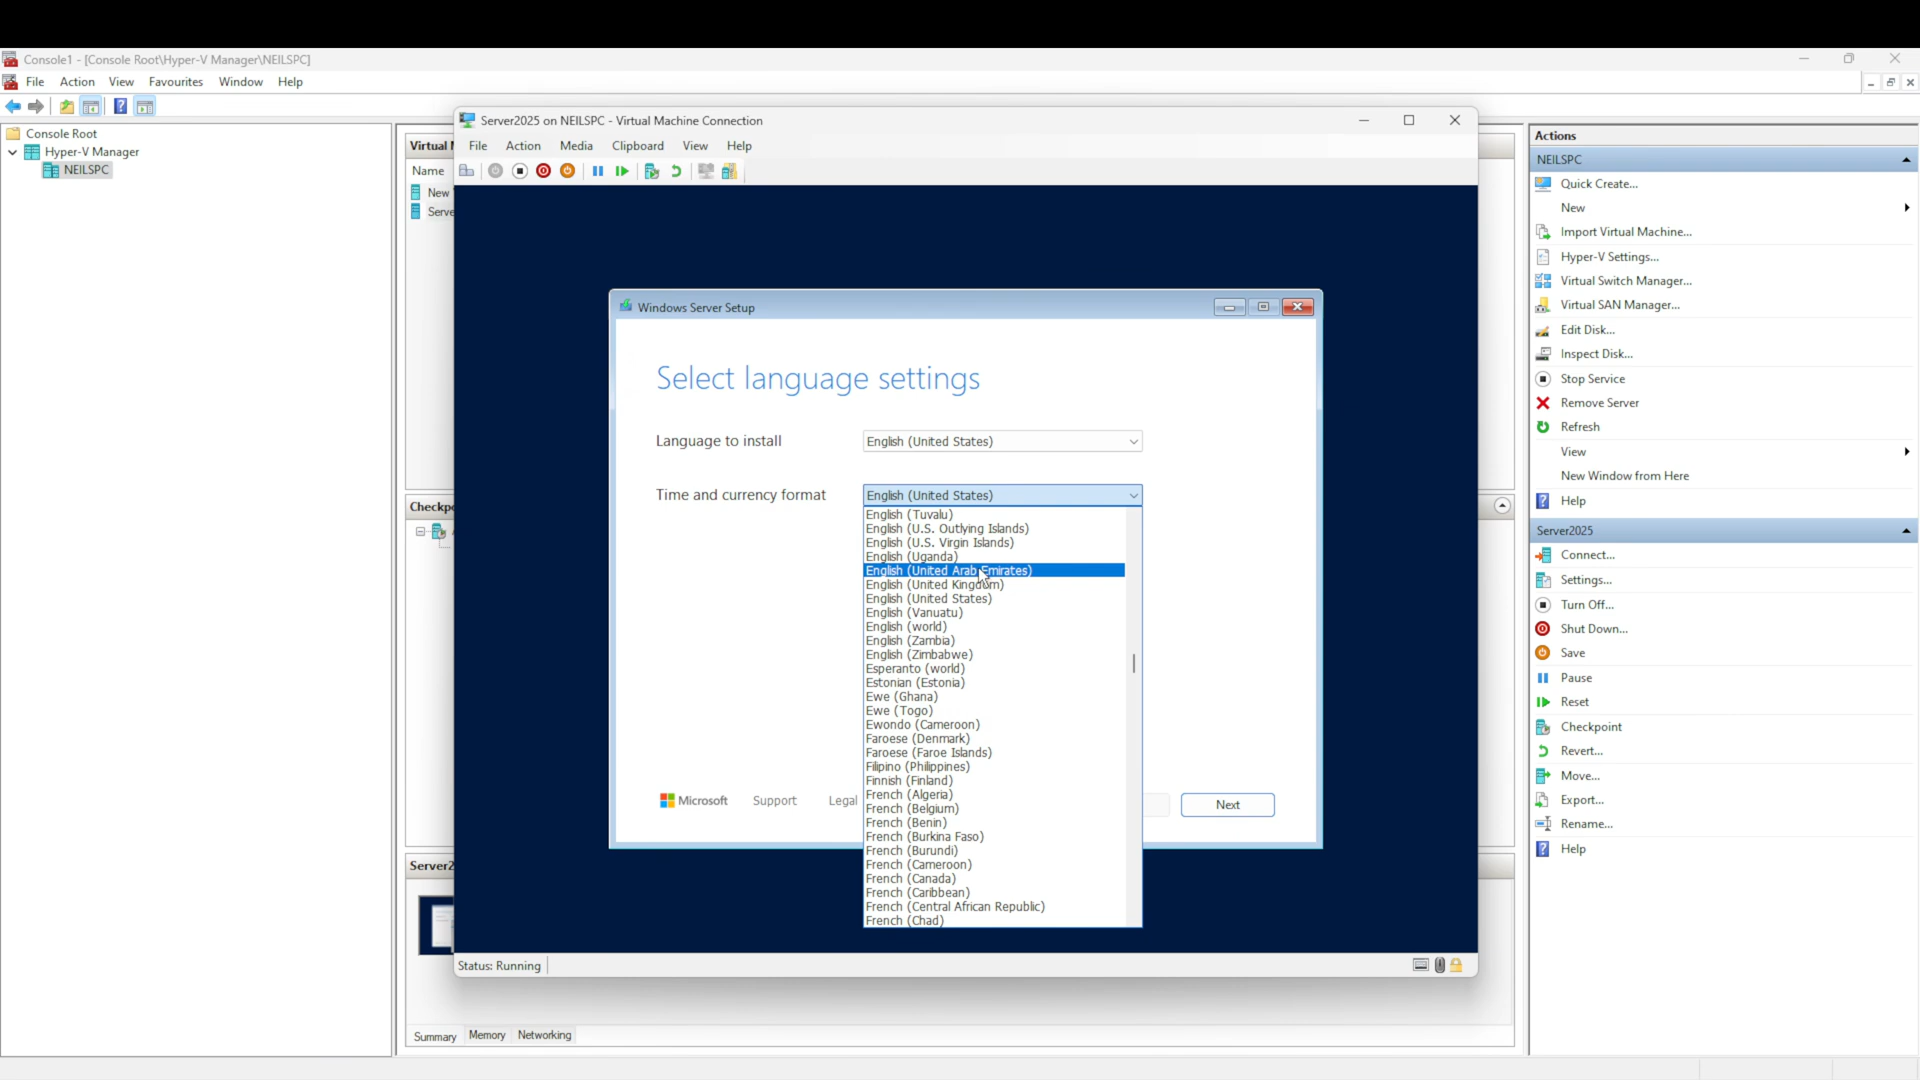 Console1 - [Console Root\Hyper-V Manager\NEILSPC]
File Action View Favourites Window Help
Console Root
Hyper-V Manager
NEILSPC
Virtual
Name
New
Checkp
Summary Memory Networking
Server2025 on NEILSPC - Virtual Machine Connection
File Action Media Clipboard View Help
Windows Server Setup
Select language settings
Language to install
English (United States)
Time and currency format
English (United States)
English (Tuvalu)
English (U.S. Outlying Islands)
English (U.S. Virgin Islands)
English (Uganda)
English (United Arab Emirates)
English (United Kingdom)
English (United States)
English (Vanuatu)
English (world)
English (Zambia)
English (Zimbabwe)
Esperanto (world)
Estonian (Estonia)
Ewe (Ghana)
Ewe (Togo)
Ewondo (Cameroon)
Faroese (Denmark)
Faroese (Faroe Islands)
Filipino (Philippines)
Finnish (Finland)
French (Algeria)
French (Belgium)
French (Benin)
French (Burkina Faso)
French (Burundi)
French (Cameroon)
French (Canada)
French (Caribbean)
French (Central African Republic)
French (Chad)
Microsoft Support Legal
Next
Status: Running
Actions
NEILSPC
Quick Create...
New
Import Virtual Machine...
Hyper-V Settings...
Virtual Switch Manager...
Virtual SAN Manager...
Edit Disk...
Inspect Disk...
Stop Service
Remove Server
Refresh
View
New Window from Here
Help
Server2025
Connect...
Settings...
Turn Off...
Shut Down...
Save
Pause
Reset
Checkpoint
Revert...
Move...
Export...
Rename...
Help